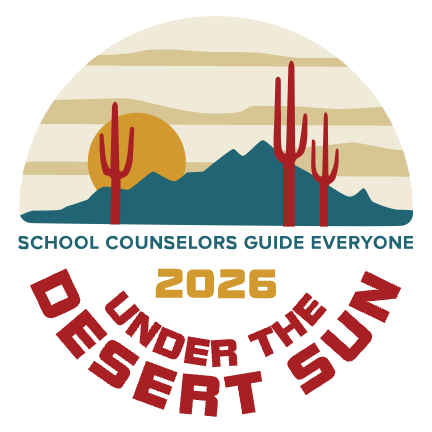 SCHOOL COUNSELORS GUIDE EVERYONE
2026
UNDER THE
DESERT SUN